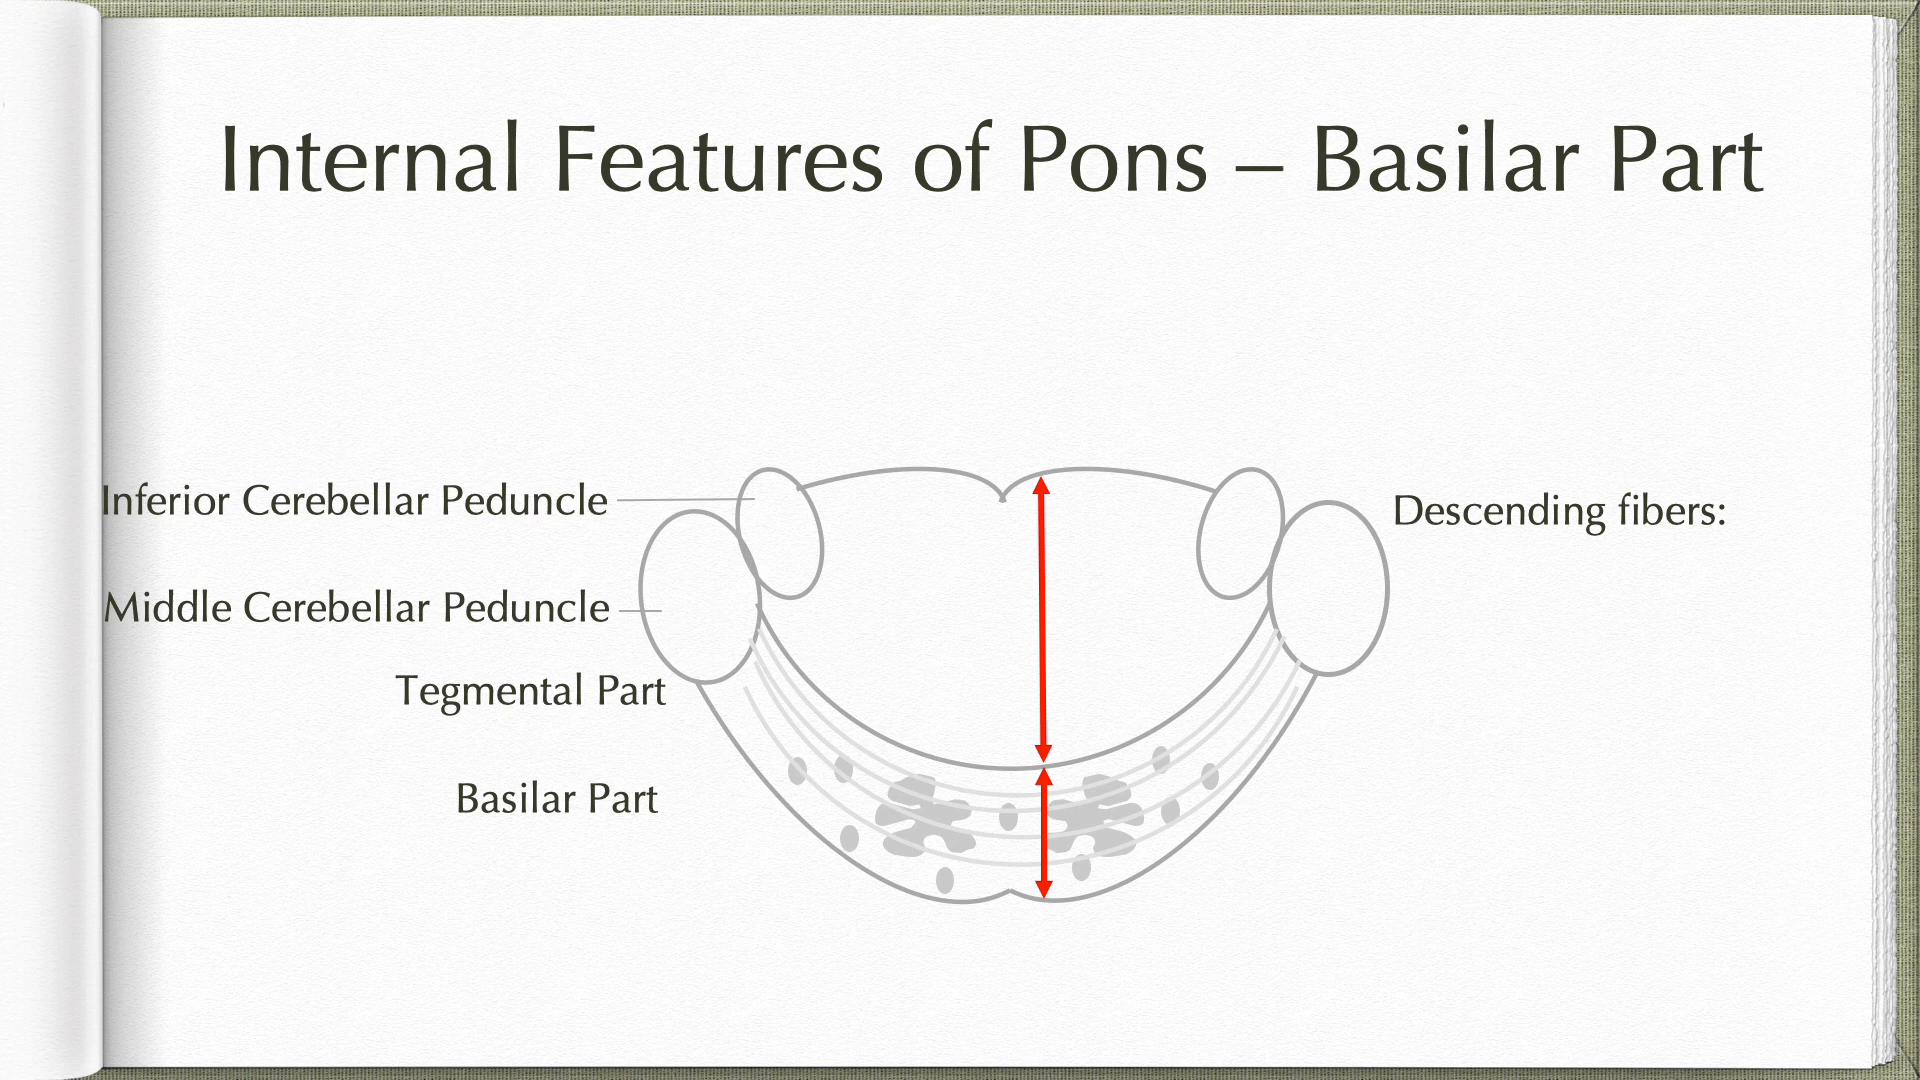 Internal Features of Pons – Basilar Part
Inferior Cerebellar Peduncle
Descending fibers:
Middle Cerebellar Peduncle
Tegmental Part
Basilar Part